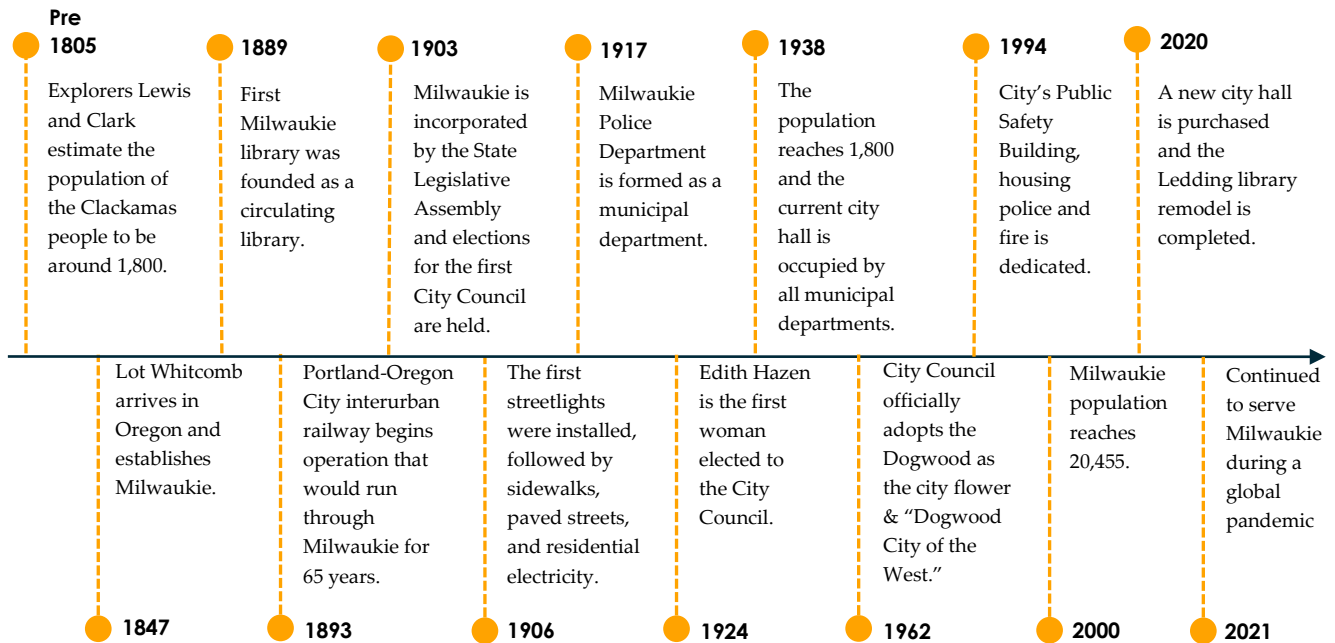 Pre
1805
Explorers Lewis
and Clark
estimate the
population of
the Clackamas
people to be
around 1,800.
1889
First
Milwaukie
library was
founded as a
circulating
library.
1903
Milwaukie is
incorporated
by the State
Legislative
Assembly
and elections
for the first
City Council
are held.
1917
Milwaukie
Police
Department
is formed as a
municipal
department.
1938
The
population
reaches 1,800
and the
current city
hall is
occupied by
all municipal
departments.
1994
City’s Public
Safety
Building,
housing
police and
fire is
dedicated.
2020
A new city hall
is purchased
and the
Ledding library
remodel is
completed.
Lot Whitcomb
arrives in
Oregon and
establishes
Milwaukie.
1847
Portland-Oregon
City interurban
railway begins
operation that
would run
through
Milwaukie for
65 years.
1893
The first
streetlights
were installed,
followed by
sidewalks,
paved streets,
and residential
electricity.
1906
Edith Hazen
is the first
woman
elected to
the City
Council.
1924
City Council
officially
adopts the
Dogwood as
the city flower
& “Dogwood
City of the
West.”
1962
Milwaukie
population
reaches
20,455.
2000
Continued
to serve
Milwaukie
during a
global
pandemic
2021